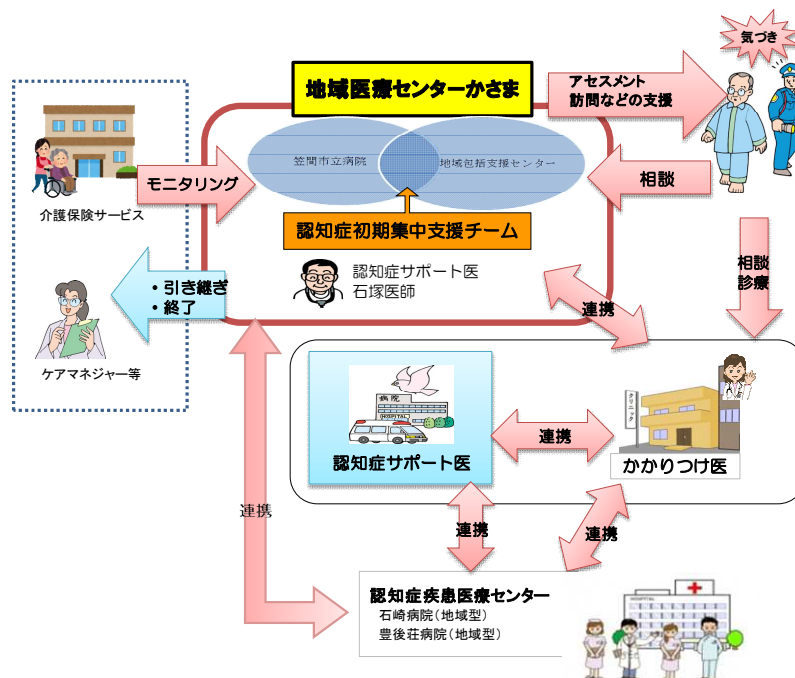 気づき
地域医療センターかさま
アセスメント
訪問などの支援
笠間市立病院
地域包括支援センター
モニタリング
相談
介護保険サービス
認知症初期集中支援チーム
認知症サポート医
石塚医師
・引き継ぎ
・終了
相談
診療
連携
ケアマネジャー等
病院
HOSPITAL
クリニック
連携
認知症サポート医
かかりつけ医
連携
連携
連携
認知症疾患医療センター
石崎病院(地域型)
豊後荘病院(地域型)
HOSPITAL